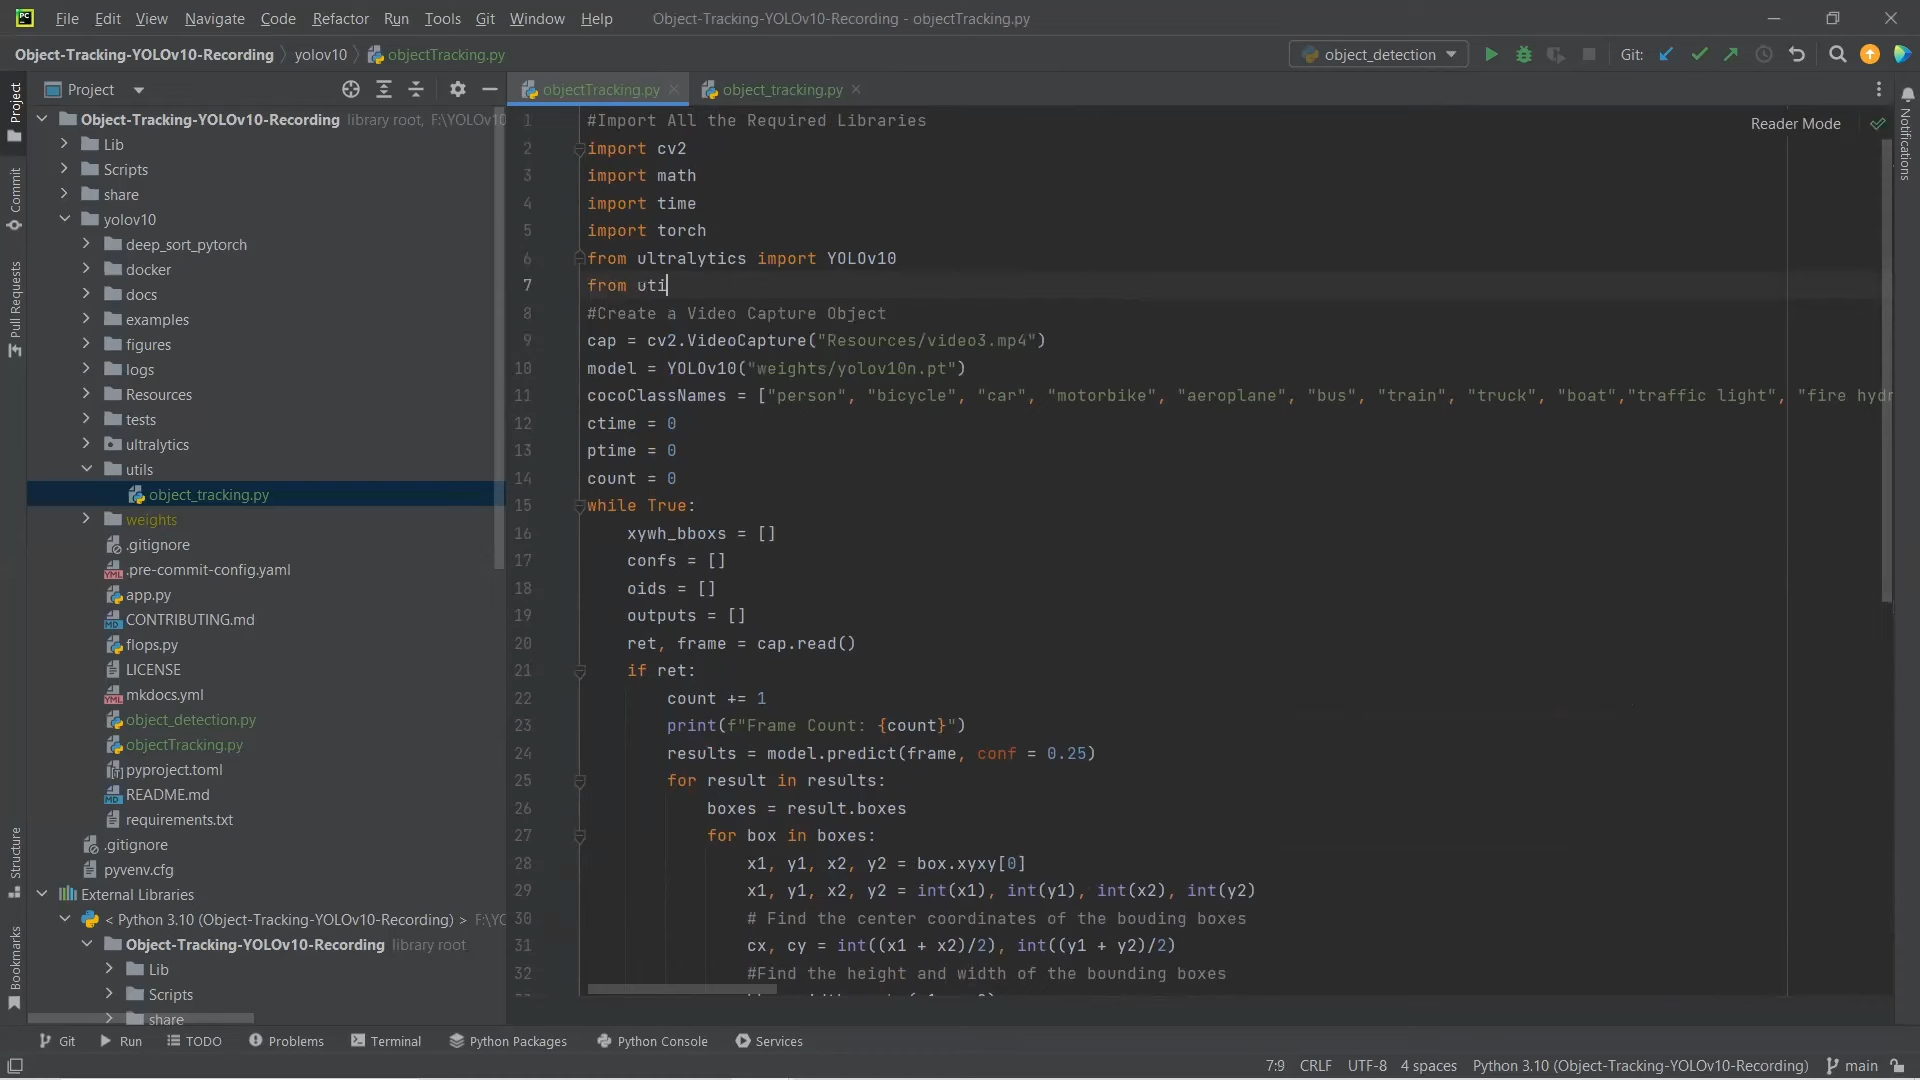 File Edit View Navigate Code Refactor Run Tools Git Window Help Object-Tracking-YOLOv10-Recording - objectTracking.py
Object-Tracking-YOLOv10-Recording yolov10 objectTracking.py object_detection Git:
Project
objectTracking.py object_tracking.py
Project
Commit
Pull Requests
Structure
Bookmarks
Notifications
Object-Tracking-YOLOv10-Recording library root, F:\YOLOv10
Lib
Scripts
share
yolov10
deep_sort_pytorch
docker
docs
examples
figures
logs
Resources
tests
ultralytics
utils
object_tracking.py
weights
.gitignore
.pre-commit-config.yaml
app.py
CONTRIBUTING.md
flops.py
LICENSE
mkdocs.yml
object_detection.py
objectTracking.py
pyproject.toml
README.md
requirements.txt
.gitignore
pyvenv.cfg
External Libraries
< Python 3.10 (Object-Tracking-YOLOv10-Recording) > F:\YO
Object-Tracking-YOLOv10-Recording library root
Lib
Scripts
share
Reader Mode
1 #Import All the Required Libraries
2 import cv2
3 import math
4 import time
5 import torch
6 from ultralytics import YOLOv10
7 from uti
8 #Create a Video Capture Object
9 cap = cv2.VideoCapture("Resources/video3.mp4")
10 model = YOLOv10("weights/yolov10n.pt")
11 cocoClassNames = ["person", "bicycle", "car", "motorbike", "aeroplane", "bus", "train", "truck", "boat","traffic light", "fire hydr
12 ctime = 0
13 ptime = 0
14 count = 0
15 while True:
16 xywh_bboxs = []
17 confs = []
18 oids = []
19 outputs = []
20 ret, frame = cap.read()
21 if ret:
22 count += 1
23 print(f"Frame Count: {count}")
24 results = model.predict(frame, conf = 0.25)
25 for result in results:
26 boxes = result.boxes
27 for box in boxes:
28 x1, y1, x2, y2 = box.xyxy[0]
29 x1, y1, x2, y2 = int(x1), int(y1), int(x2), int(y2)
30 # Find the center coordinates of the bouding boxes
31 cx, cy = int((x1 + x2)/2), int((y1 + y2)/2)
32 #Find the height and width of the bounding boxes
Git Run TODO Problems Terminal Python Packages Python Console Services
7:9 CRLF UTF-8 4 spaces Python 3.10 (Object-Tracking-YOLOv10-Recording) main